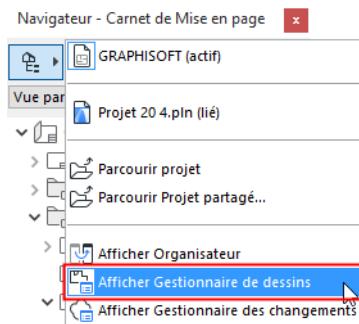 Navigateur - Carnet de Mise en page
GRAPHISOFT (actif)
Vue par
Projet 20 4.pln (lié)
Parcourir projet
Parcourir Projet partagé...
Afficher Organisateur
Afficher Gestionnaire de dessins
Afficher Gestionnaire des changements